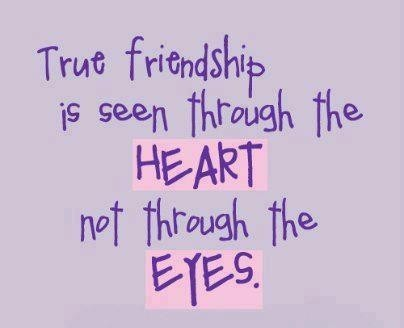 True friendship
is seen through the
HEART
not through the
EYES.